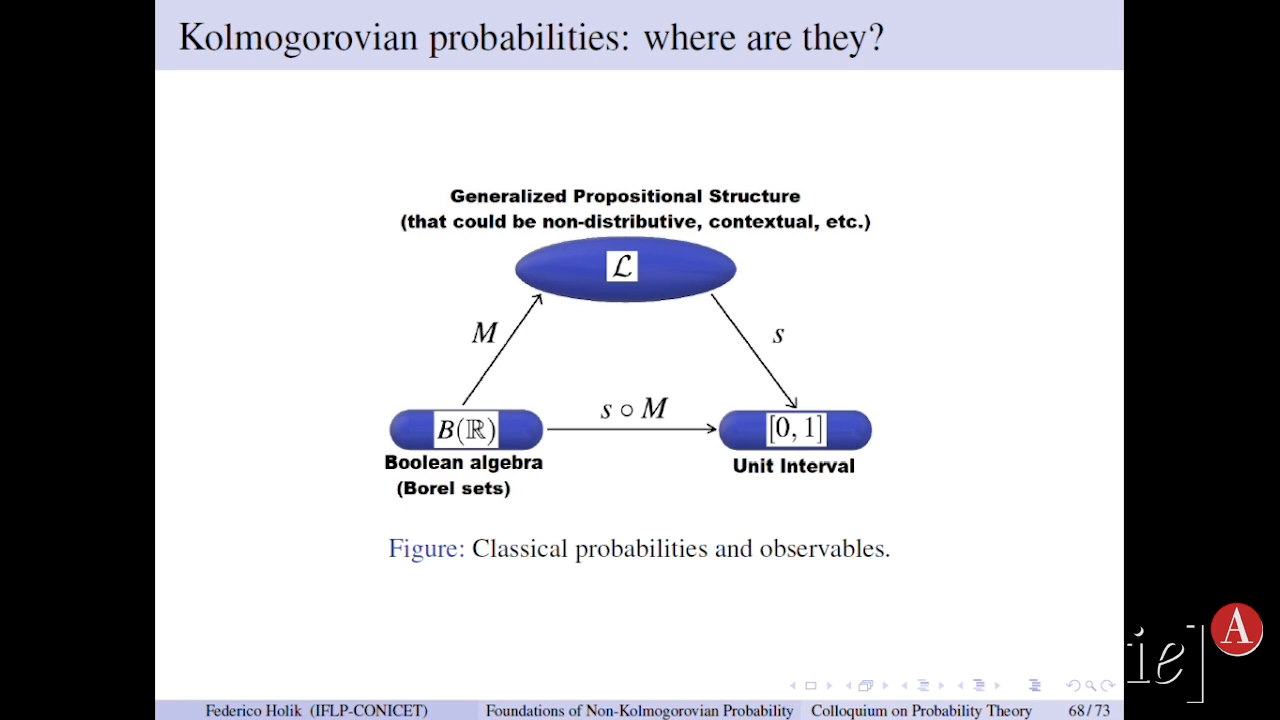 Kolmogorovian probabilities: where are they?
Generalized Propositional Structure
(that could be non-distributive, contextual, etc.)
ℒ
M
s
s ∘ M
B(ℝ)
[0, 1]
Boolean algebra
(Borel sets)
Unit Interval
Figure: Classical probabilities and observables.
A
ie]
Federico Holik (IFLP-CONICET) Foundations of Non-Kolmogorovian Probability Colloquium on Probability Theory 68 / 73